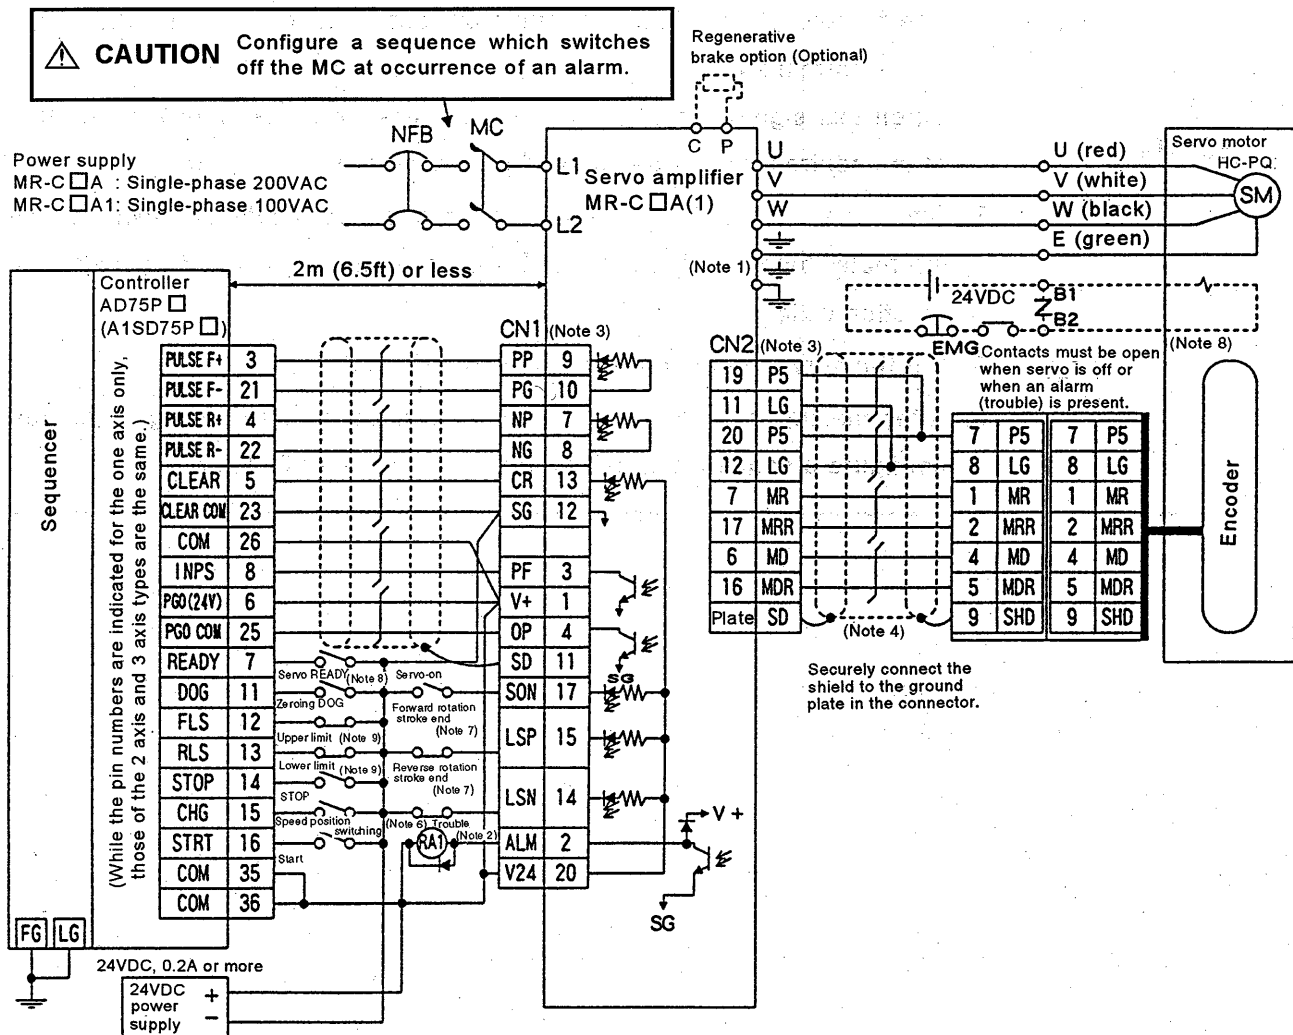 CAUTION Configure a sequence which switches
off the MC at occurrence of an alarm.
Regenerative
brake option (Optional)
NFB
MC
C P
Power supply
MR-C□A : Single-phase 200VAC
MR-C□A1: Single-phase 100VAC
L1
L2
Servo amplifier
MR-C□A(1)
U
V
W
U (red)
V (white)
W (black)
E (green)
Servo motor
HC-PQ
SM
(Note 1)
24VDC
B1
B2
EMG
Contacts must be open
when servo is off or
when an alarm
(trouble) is present.
(Note 8)
Encoder
2m (6.5ft) or less
Sequencer
Controller
AD75P□
(A1SD75P□)
(While the pin numbers are indicated for the one axis only,
those of the 2 axis and 3 axis types are the same.)
PULSE F+ 3
PULSE F- 21
PULSE R+ 4
PULSE R- 22
CLEAR 5
CLEAR COM 23
COM 26
INPS 8
PGO(24V) 6
PGO COM 25
READY 7
DOG 11
FLS 12
RLS 13
STOP 14
CHG 15
STRT 16
COM 35
COM 36
Servo READY (Note 8)
Servo-on
Zeroing DOG
Forward rotation
stroke end
(Note 7)
Upper limit (Note 9)
Lower limit (Note 9)
Reverse rotation
stroke end
(Note 7)
STOP
Speed position
switching
(Note 6) Trouble
(Note 2)
RA1
Start
CN1 (Note 3)
PP 9
PG 10
NP 7
NG 8
CR 13
SG 12
PF 3
V+ 1
OP 4
SD 11
SON 17
LSP 15
LSN 14
ALM 2
V24 20
SG
V+
SG
CN2 (Note 3)
19 P5
11 LG
20 P5
12 LG
7 MR
17 MRR
6 MD
16 MDR
Plate SD
(Note 4)
7 P5 7 P5
8 LG 8 LG
1 MR 1 MR
2 MRR 2 MRR
4 MD 4 MD
5 MDR 5 MDR
9 SHD 9 SHD
Securely connect the
shield to the ground
plate in the connector.
FG LG
24VDC, 0.2A or more
24VDC
power
supply
+
−